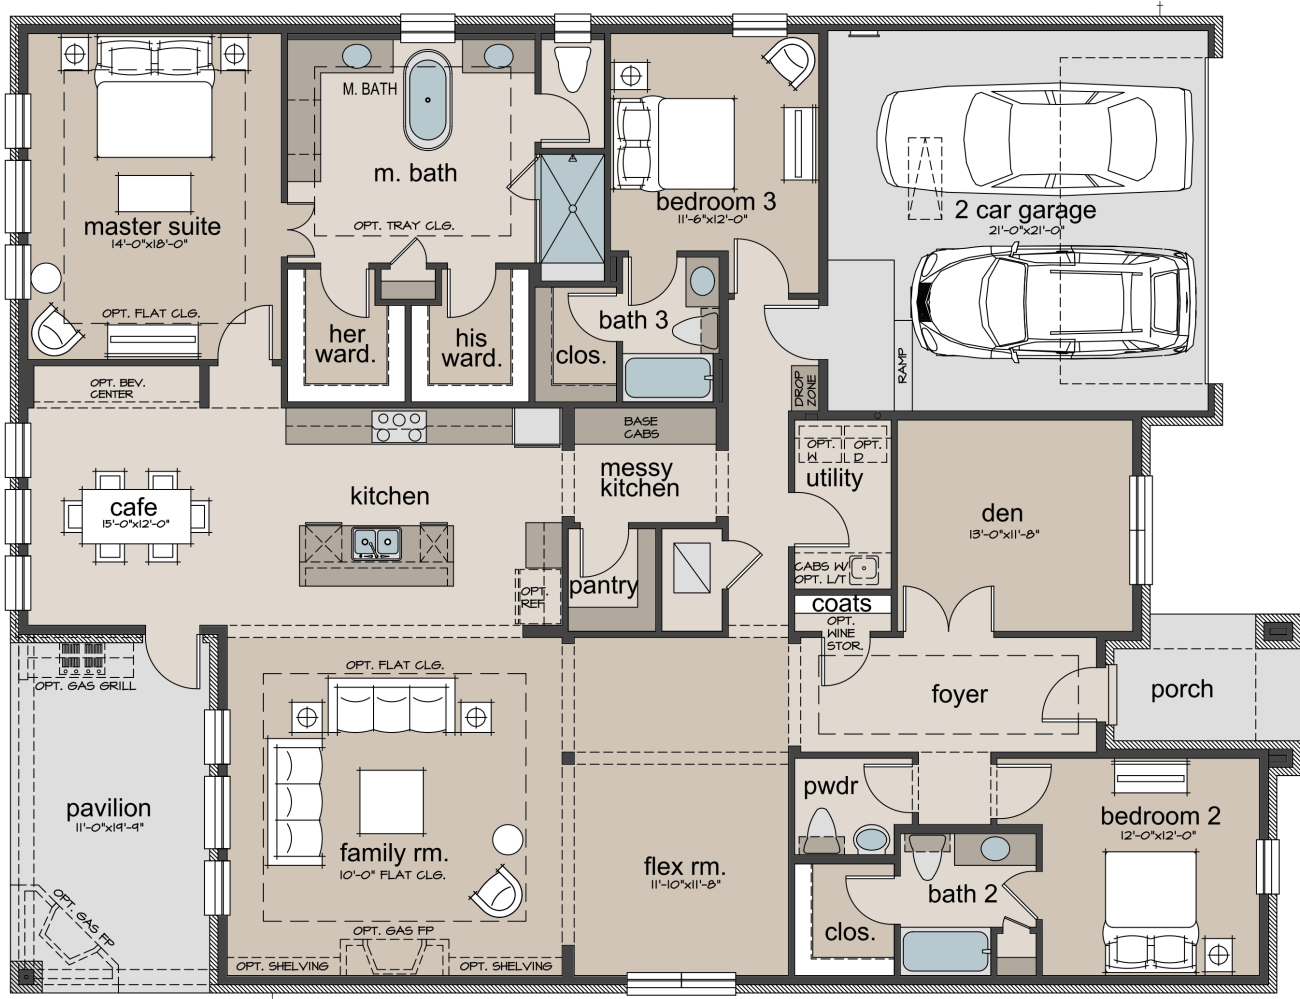 M. BATH
m. bath
OPT. TRAY CLG.
master suite
14'-0"x18'-0"
OPT. FLAT CLG.
bedroom 3
11'-6"x12'-0"
2 car garage
21'-0"x21'-0"
her
ward.
his
ward.
clos.
bath 3
RAMP
DROP
ZONE
OPT. BEV.
CENTER
BASE
CABS
messy
kitchen
kitchen
cafe
15'-0"x12'-0"
OPT.
W
OPT.
D
utility
CABS W/
OPT. L/T
den
13'-0"x11'-8"
pantry
OPT.
REF.
coats
OPT.
WINE
STOR.
foyer
porch
OPT. GAS GRILL
OPT. FLAT CLG.
pavilion
11'-0"x19'-9"
family rm.
10'-0" FLAT CLG.
flex rm.
11'-10"x11'-8"
pwdr
bedroom 2
12'-0"x12'-0"
bath 2
clos.
OPT. GAS FP
OPT. GAS FP
OPT. SHELVING
OPT. SHELVING